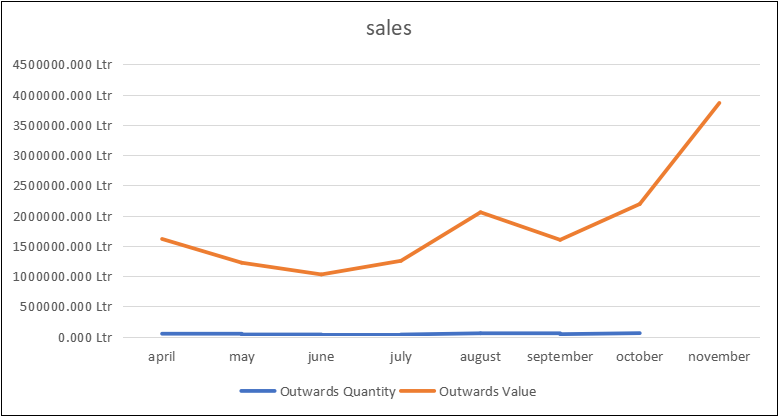 sales
4500000.000 Ltr
4000000.000 Ltr
3500000.000 Ltr
3000000.000 Ltr
2500000.000 Ltr
2000000.000 Ltr
1500000.000 Ltr
1000000.000 Ltr
500000.000 Ltr
0.000 Ltr
april may june july august september october november
Outwards Quantity Outwards Value